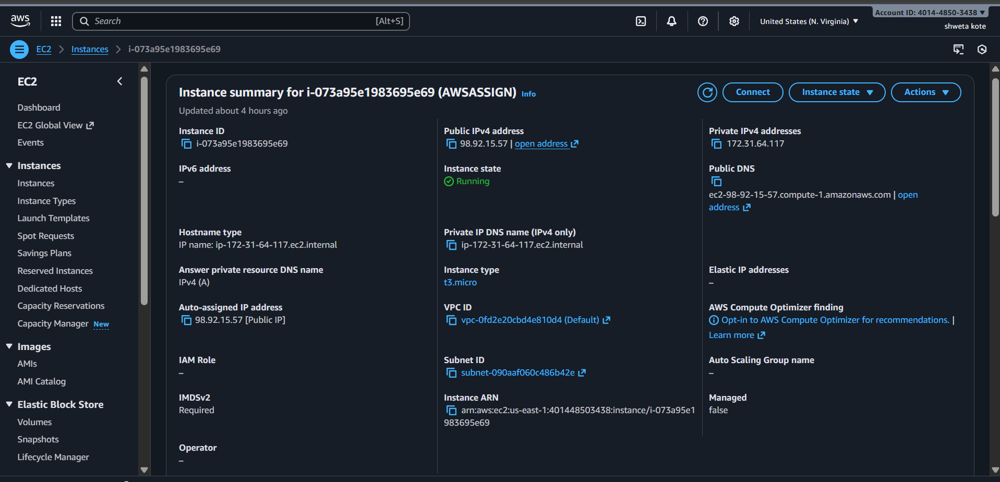 aws
Search [Alt+S]
United States (N. Virginia)
Account ID: 4014-4850-3438
shweta kote
EC2 Instances i-073a95e1983695e69
EC2
Dashboard
EC2 Global View
Events
Instances
Instances
Instance Types
Launch Templates
Spot Requests
Savings Plans
Reserved Instances
Dedicated Hosts
Capacity Reservations
Capacity Manager New
Images
AMIs
AMI Catalog
Elastic Block Store
Volumes
Snapshots
Lifecycle Manager
Instance summary for i-073a95e1983695e69 (AWSASSIGN) Info
Connect
Instance state
Actions
Updated about 4 hours ago
Instance ID
i-073a95e1983695e69
Public IPv4 address
98.92.15.57 | open address
Private IPv4 addresses
172.31.64.117
IPv6 address
–
Instance state
Running
Public DNS
ec2-98-92-15-57.compute-1.amazonaws.com | open
address
Hostname type
IP name: ip-172-31-64-117.ec2.internal
Private IP DNS name (IPv4 only)
ip-172-31-64-117.ec2.internal
Answer private resource DNS name
IPv4 (A)
Instance type
t3.micro
Elastic IP addresses
–
Auto-assigned IP address
98.92.15.57 [Public IP]
VPC ID
vpc-0fd2e20cbd4e810d4 (Default)
AWS Compute Optimizer finding
Opt-in to AWS Compute Optimizer for recommendations. |
Learn more
IAM Role
–
Subnet ID
subnet-090aaf060c486b42e
Auto Scaling Group name
–
IMDSv2
Required
Instance ARN
arn:aws:ec2:us-east-1:401448503438:instance/i-073a95e1
983695e69
Managed
false
Operator
–